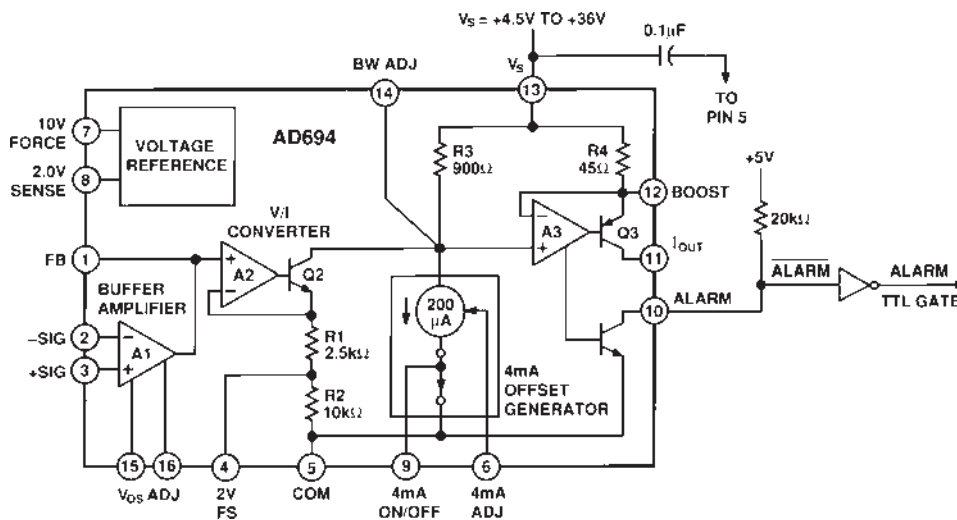 VS = +4.5V TO +36V
0.1µF
BW ADJ
VS
14
13
TO
PIN 5
10V
FORCE
7
VOLTAGE
REFERENCE
AD694
R3
900Ω
R4
45Ω
+5V
2.0V
SENSE
8
12
BOOST
20kΩ
V/I
CONVERTER
A3
Q3
FB
1
A2
Q2
11
IOUT
ALARM
ALARM
BUFFER
AMPLIFIER
200
µA
10
ALARM
TTL GATE
–SIG
2
A1
R1
2.5kΩ
+SIG
3
4mA
OFFSET
GENERATOR
R2
10kΩ
15
16
4
5
9
6
VOS ADJ
2V
FS
COM
4mA
ON/OFF
4mA
ADJ